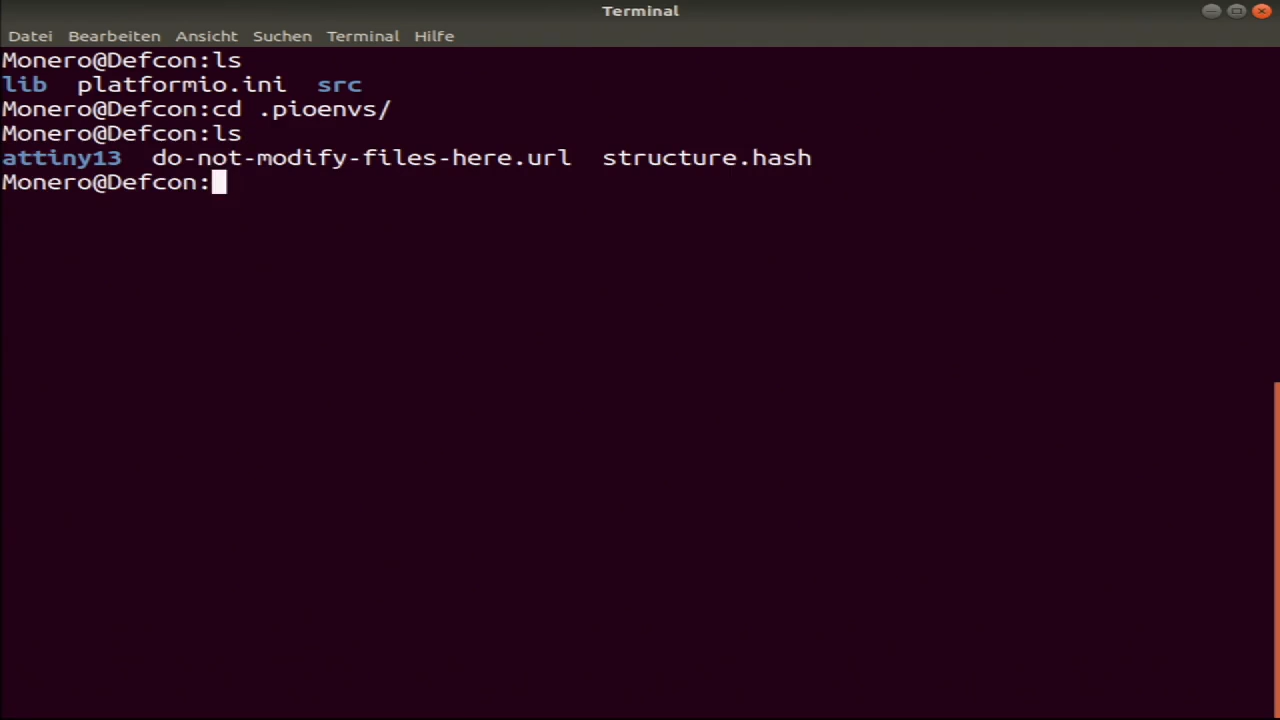 Terminal
Datei Bearbeiten Ansicht Suchen Terminal Hilfe
Monero@Defcon:ls
lib platformio.ini src
Monero@Defcon:cd .pioenvs/
Monero@Defcon:ls
attiny13 do-not-modify-files-here.url structure.hash
Monero@Defcon: